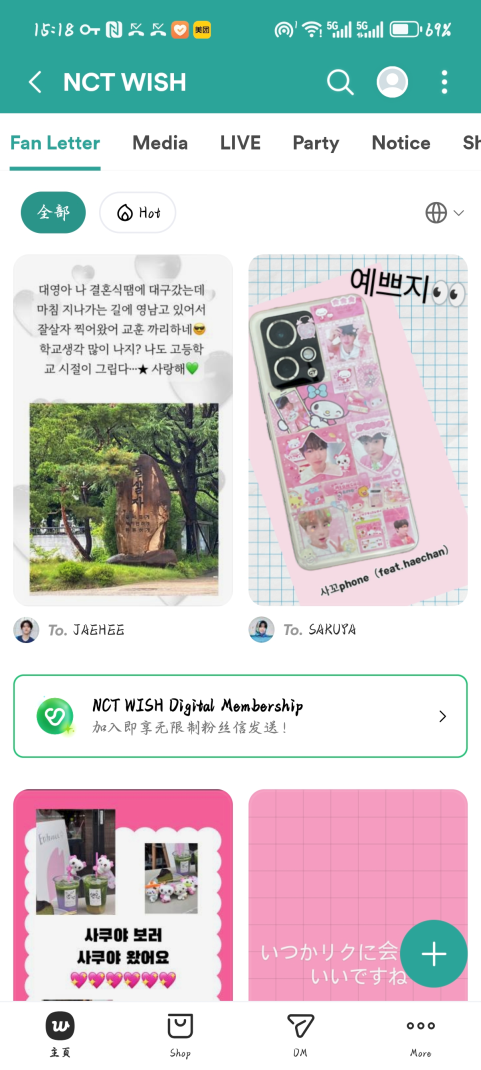 15:18
5G
5G
美团
69%
NCT WISH
Fan Letter
Media
LIVE
Party
Notice
Sh
全部
Hot
대영아 나 결혼식땜에 대구갔는데
마침 지나가는 길에 영남고 있어서
잘살자 찍어왔어 교훈 까리하네😎
학교생각 많이 나지? 나도 고등학
교 시절이 그립다…★ 사랑해💚
예쁘지👀
사꾸phone (feat.haechan)
To. JAEHEE
To. SAKUYA
NCT WISH Digital Membership
加入即享无限制粉丝信发送!
사쿠야 보러
사쿠야 왔어요
💖💖💖💖💖💖
いつかリクに会
いいですね
主頁
Shop
DM
More